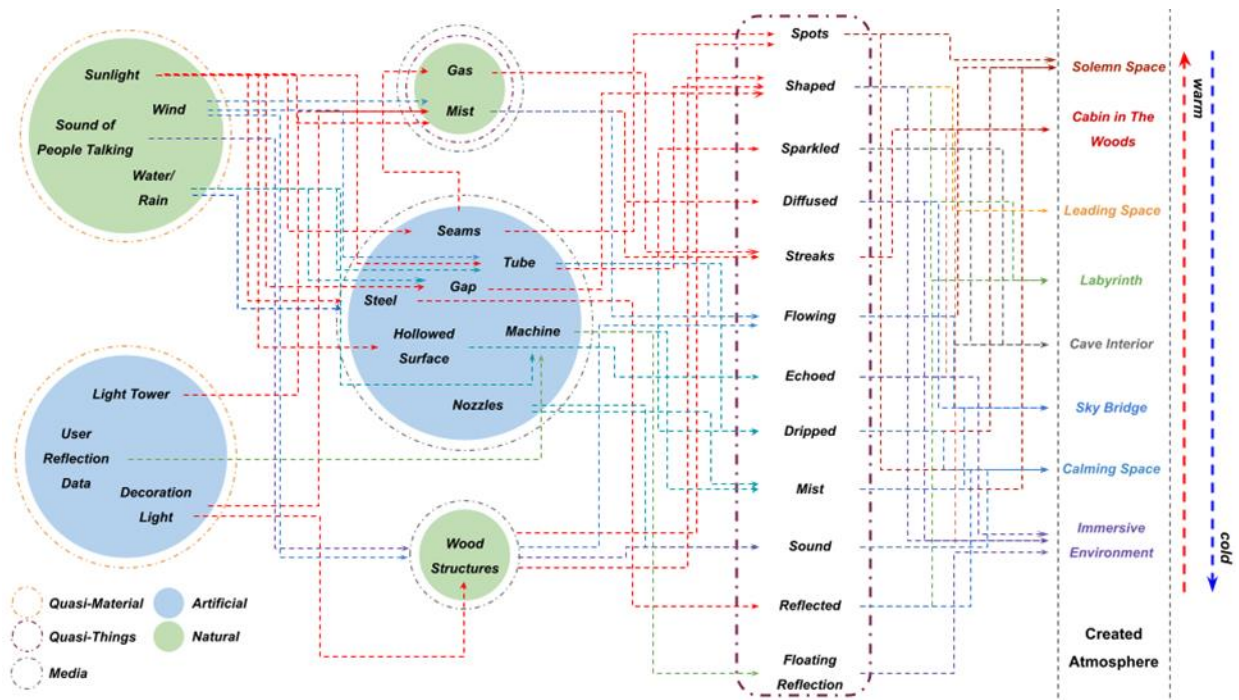 Sunlight
Wind
Sound of
People Talking
Water/
Rain
Light Tower
User
Reflection
Data
Decoration
Light
Quasi-Material
Artificial
Quasi-Things
Natural
Media
Gas
Mist
Seams
Tube
Gap
Steel
Hollowed
Surface
Machine
Nozzles
Wood
Structures
Spots
Shaped
Sparkled
Diffused
Streaks
Flowing
Echoed
Dripped
Mist
Sound
Reflected
Floating
Reflection
Solemn Space
Cabin in The
Woods
Leading Space
Labyrinth
Cave Interior
Sky Bridge
Calming Space
Immersive
Environment
Created
Atmosphere
warm
cold